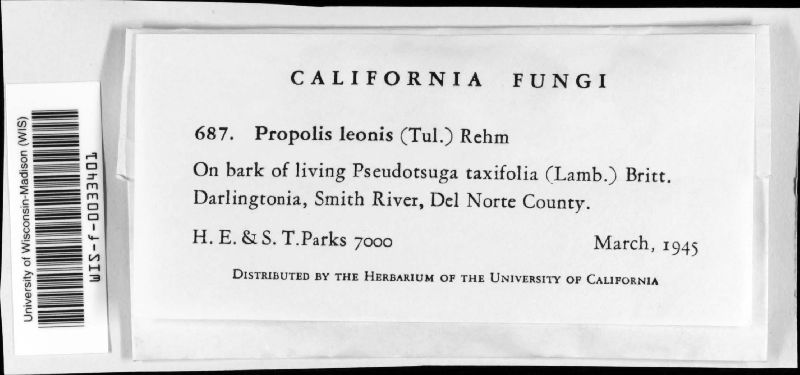 CALIFORNIA FUNGI
687. Propolis leonis (Tul.) Rehm
On bark of living Pseudotsuga taxifolia (Lamb.) Britt.
Darlingtonia, Smith River, Del Norte County.
H. E. & S. T. Parks 7000 March, 1945
DISTRIBUTED BY THE HERBARIUM OF THE UNIVERSITY OF CALIFORNIA
University of Wisconsin-Madison (WIS)
WIS-f-0033401